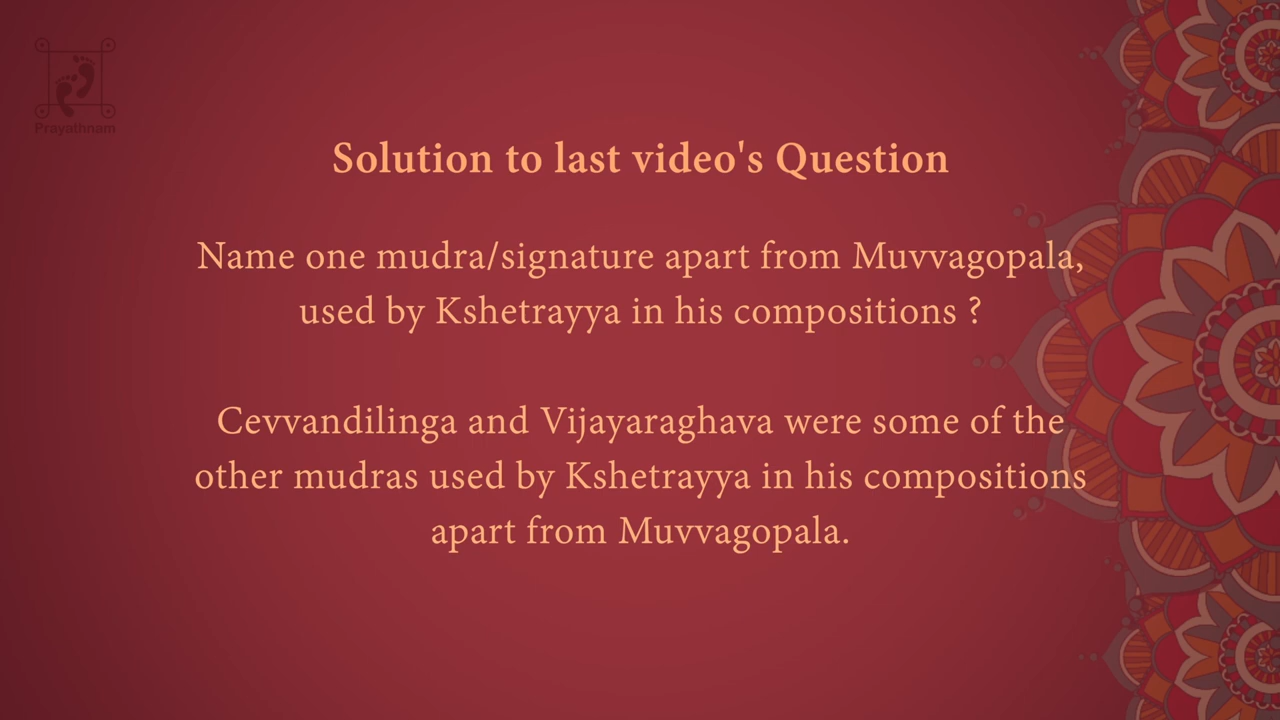 Prayathnam
Solution to last video's Question
Name one mudra/signature apart from Muvvagopala,
used by Kshetrayya in his compositions ?
Cevvandilinga and Vijayaraghava were some of the
other mudras used by Kshetrayya in his compositions
apart from Muvvagopala.